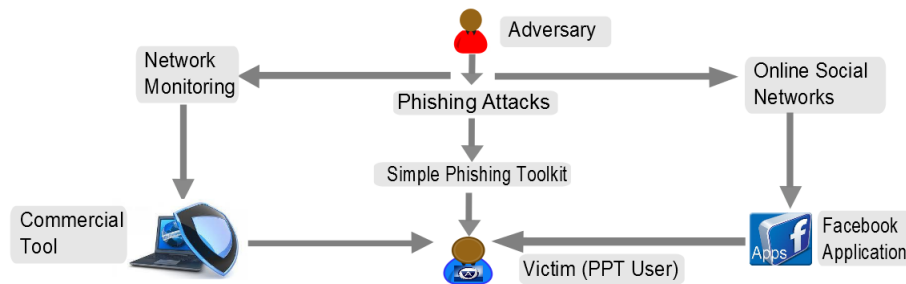 Adversary
Network
Monitoring
Online Social
Networks
Phishing Attacks
Simple Phishing Toolkit
Commercial
Tool
Apps
f
Facebook
Application
Victim (PPT User)